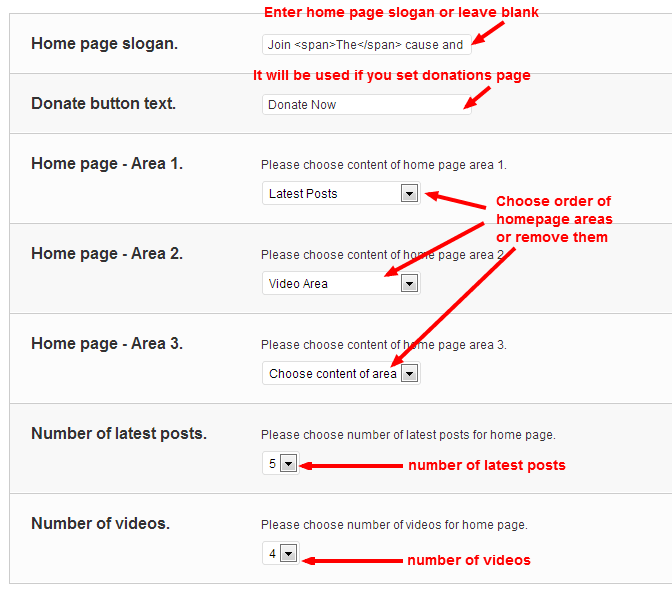 Enter home page slogan or leave blank
Home page slogan.
Join <span>The</span> cause and
It will be used if you set donations page
Donate button text.
Donate Now
Home page - Area 1.
Please choose content of home page area 1.
Latest Posts
Choose order of
homepage areas
or remove them
Home page - Area 2.
Please choose content of home page area 2
Video Area
Home page - Area 3.
Please choose content of home page area 3.
Choose content of area
Number of latest posts.
Please choose number of latest posts for home page.
5
number of latest posts
Number of videos.
Please choose number of videos for home page.
4
number of videos